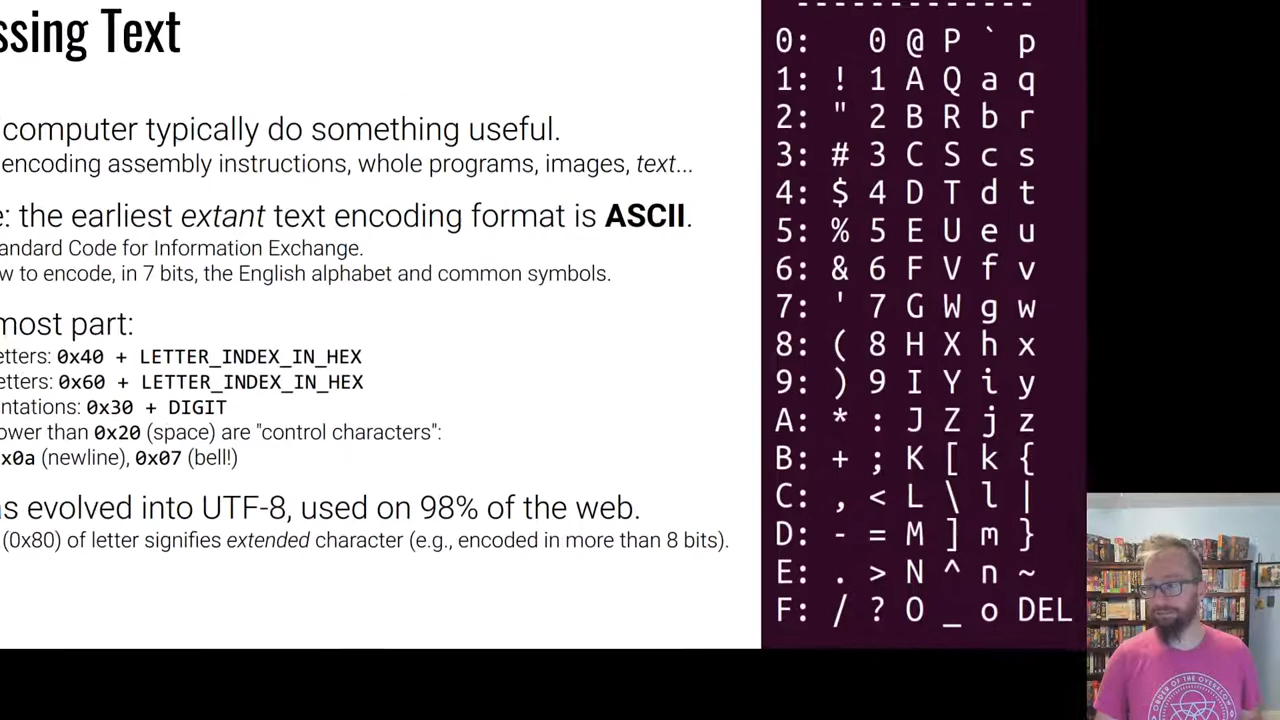 ssing Text
computer typically do something useful.
encoding assembly instructions, whole programs, images, text...
e: the earliest extant text encoding format is ASCII.
andard Code for Information Exchange.
w to encode, in 7 bits, the English alphabet and common symbols.
most part:
etters: 0x40 + LETTER_INDEX_IN_HEX
etters: 0x60 + LETTER_INDEX_IN_HEX
ntations: 0x30 + DIGIT
ower than 0x20 (space) are "control characters":
x0a (newline), 0x07 (bell!)
as evolved into UTF-8, used on 98% of the web.
(0x80) of letter signifies extended character (e.g., encoded in more than 8 bits).
-------------
0:   0 @ P ` p
1: ! 1 A Q a q
2: " 2 B R b r
3: # 3 C S c s
4: $ 4 D T d t
5: % 5 E U e u
6: & 6 F V f v
7: ' 7 G W g w
8: ( 8 H X h x
9: ) 9 I Y i y
A: * : J Z j z
B: + ; K [ k {
C: , < L \ l |
D: - = M ] m }
E: . > N ^ n ~
F: / ? O _ o DEL
ORDER OF THE OVERFLOW